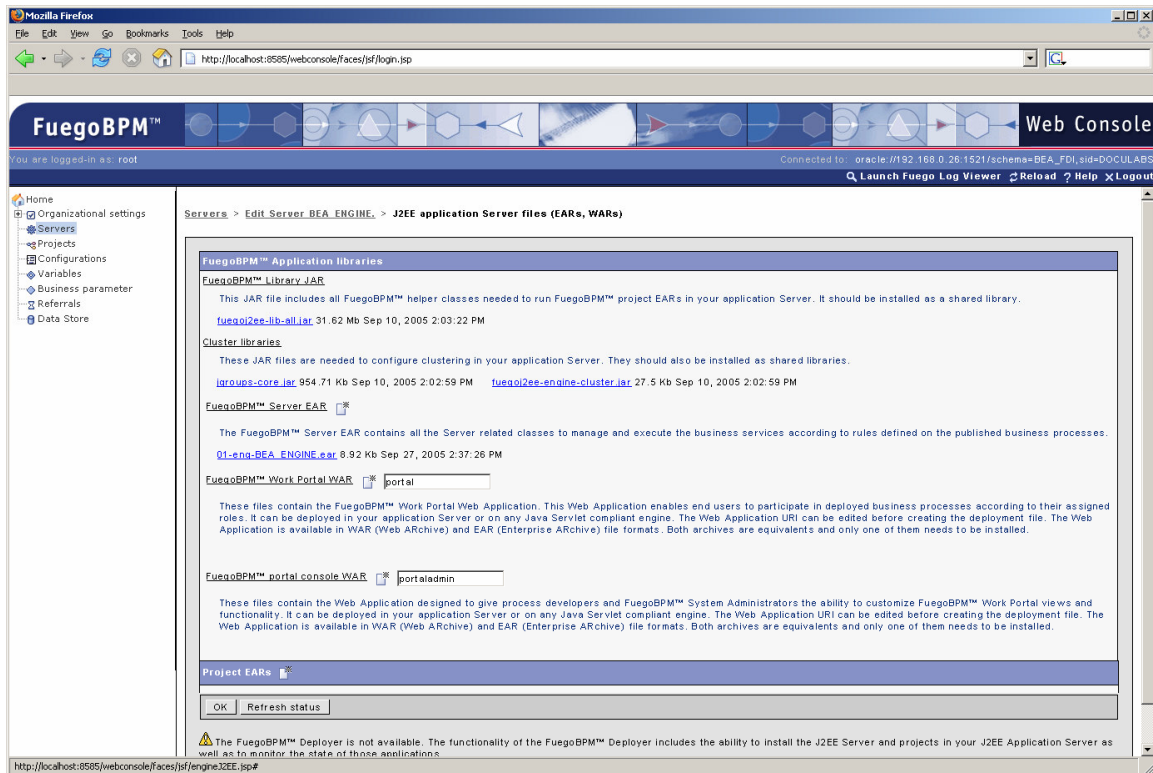 Mozilla Firefox
File Edit View Go Bookmarks Tools Help
http://localhost:8585/webconsole/faces/jsf/login.jsp
G
FuegoBPM™
Web Console
You are logged-in as: root
Connected to: oracle://192.168.0.26:1521/schema=BEA_FDI,sid=DOCULABS
Launch Fuego Log Viewer Reload ? Help X Logout
Home
Organizational settings
Servers
Projects
Configurations
Variables
Business parameter
Referrals
Data Store
Servers > Edit Server BEA_ENGINE. > J2EE application Server files (EARs, WARs)
FuegoBPM™ Application libraries
FuegoBPM™ Library JAR
This JAR file includes all FuegoBPM™ helper classes needed to run FuegoBPM™ project EARs in your application Server. It should be installed as a shared library.
fuegoj2ee-lib-all.jar 31.62 Mb Sep 10, 2005 2:03:22 PM
Cluster libraries
These JAR files are needed to configure clustering in your application Server. They should also be installed as shared libraries.
jgroups-core.jar 954.71 Kb Sep 10, 2005 2:02:59 PM fuegoj2ee-engine-cluster.jar 27.5 Kb Sep 10, 2005 2:02:59 PM
FuegoBPM™ Server EAR
The FuegoBPM™ Server EAR contains all the Server related classes to manage and execute the business services according to rules defined on the published business processes.
01-eng-BEA_ENGINE.ear 8.92 Kb Sep 27, 2005 2:37:26 PM
FuegoBPM™ Work Portal WAR portal
These files contain the FuegoBPM™ Work Portal Web Application. This Web Application enables end users to participate in deployed business processes according to their assigned
roles. It can be deployed in your application Server or on any Java Servlet compliant engine. The Web Application URI can be edited before creating the deployment file. The Web
Application is available in WAR (Web ARchive) and EAR (Enterprise ARchive) file formats. Both archives are equivalents and only one of them needs to be installed.
FuegoBPM™ portal console WAR portaladmin
These files contain the Web Application designed to give process developers and FuegoBPM™ System Administrators the ability to customize FuegoBPM™ Work Portal views and
functionality. It can be deployed in your application Server or on any Java Servlet compliant engine. The Web Application URI can be edited before creating the deployment file. The
Web Application is available in WAR (Web ARchive) and EAR (Enterprise ARchive) file formats. Both archives are equivalents and only one of them needs to be installed.
Project EARs
OK Refresh status
The FuegoBPM™ Deployer is not available. The functionality of the FuegoBPM™ Deployer includes the ability to install the J2EE Server and projects in your J2EE Application Server as
well as to monitor the state of those applications
http://localhost:8585/webconsole/faces/jsf/engineJ2EE.jsp#